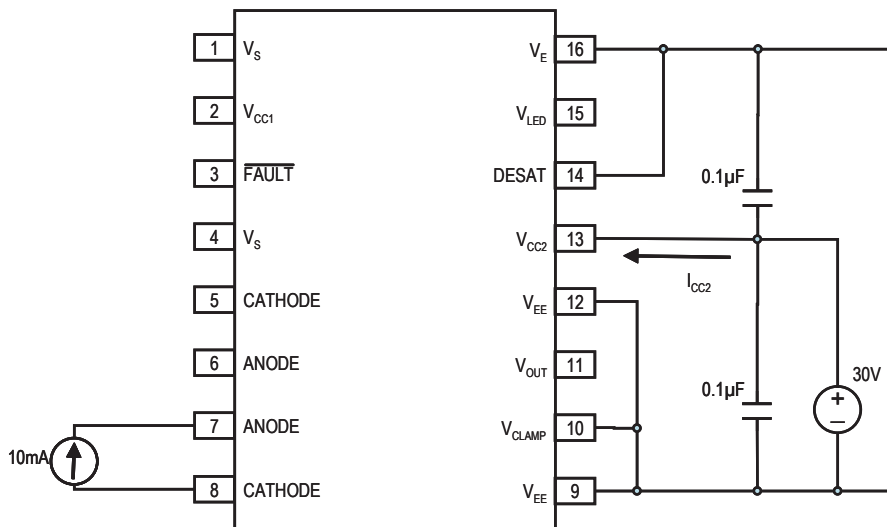 1 V_S V_E 16
2 V_CC1 V_LED 15
3 F̅A̅U̅L̅T̅ DESAT 14
0.1µF
4 V_S V_CC2 13
I_CC2
5 CATHODE V_EE 12
6 ANODE V_OUT 11
30V
0.1µF
+
–
7 ANODE V_CLAMP 10
10mA
8 CATHODE V_EE 9